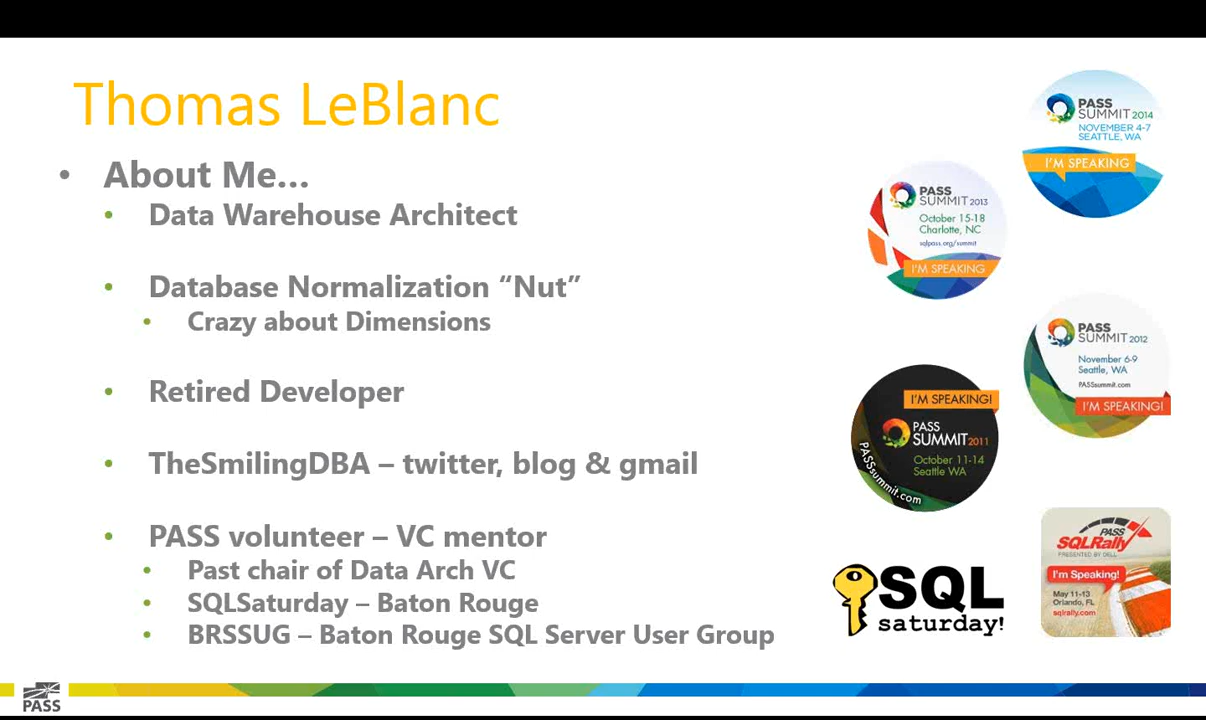 Thomas LeBlanc
• About Me...
• Data Warehouse Architect
• Database Normalization “Nut”
• Crazy about Dimensions
• Retired Developer
• TheSmilingDBA – twitter, blog & gmail
• PASS volunteer – VC mentor
• Past chair of Data Arch VC
• SQLSaturday – Baton Rouge
• BRSSUG – Baton Rouge SQL Server User Group
PASS
SUMMIT 2014
NOVEMBER 4-7
SEATTLE, WA
I'M SPEAKING
PASS
SUMMIT 2013
October 15-18
Charlotte, NC
sqlpass.org/summit
I'M SPEAKING
PASS
SUMMIT 2012
November 6-9
Seattle, WA
PASSsummit.com
I'M SPEAKING!
I'M SPEAKING!
PASS
SUMMIT 2011
October 11-14
Seattle WA
PASSsummit.com
PASS
SQLRally
PRESENTED BY DELL
I'm Speaking!
May 11-13
Orlando, FL
sqlrally.com
SQL
saturday!
PASS